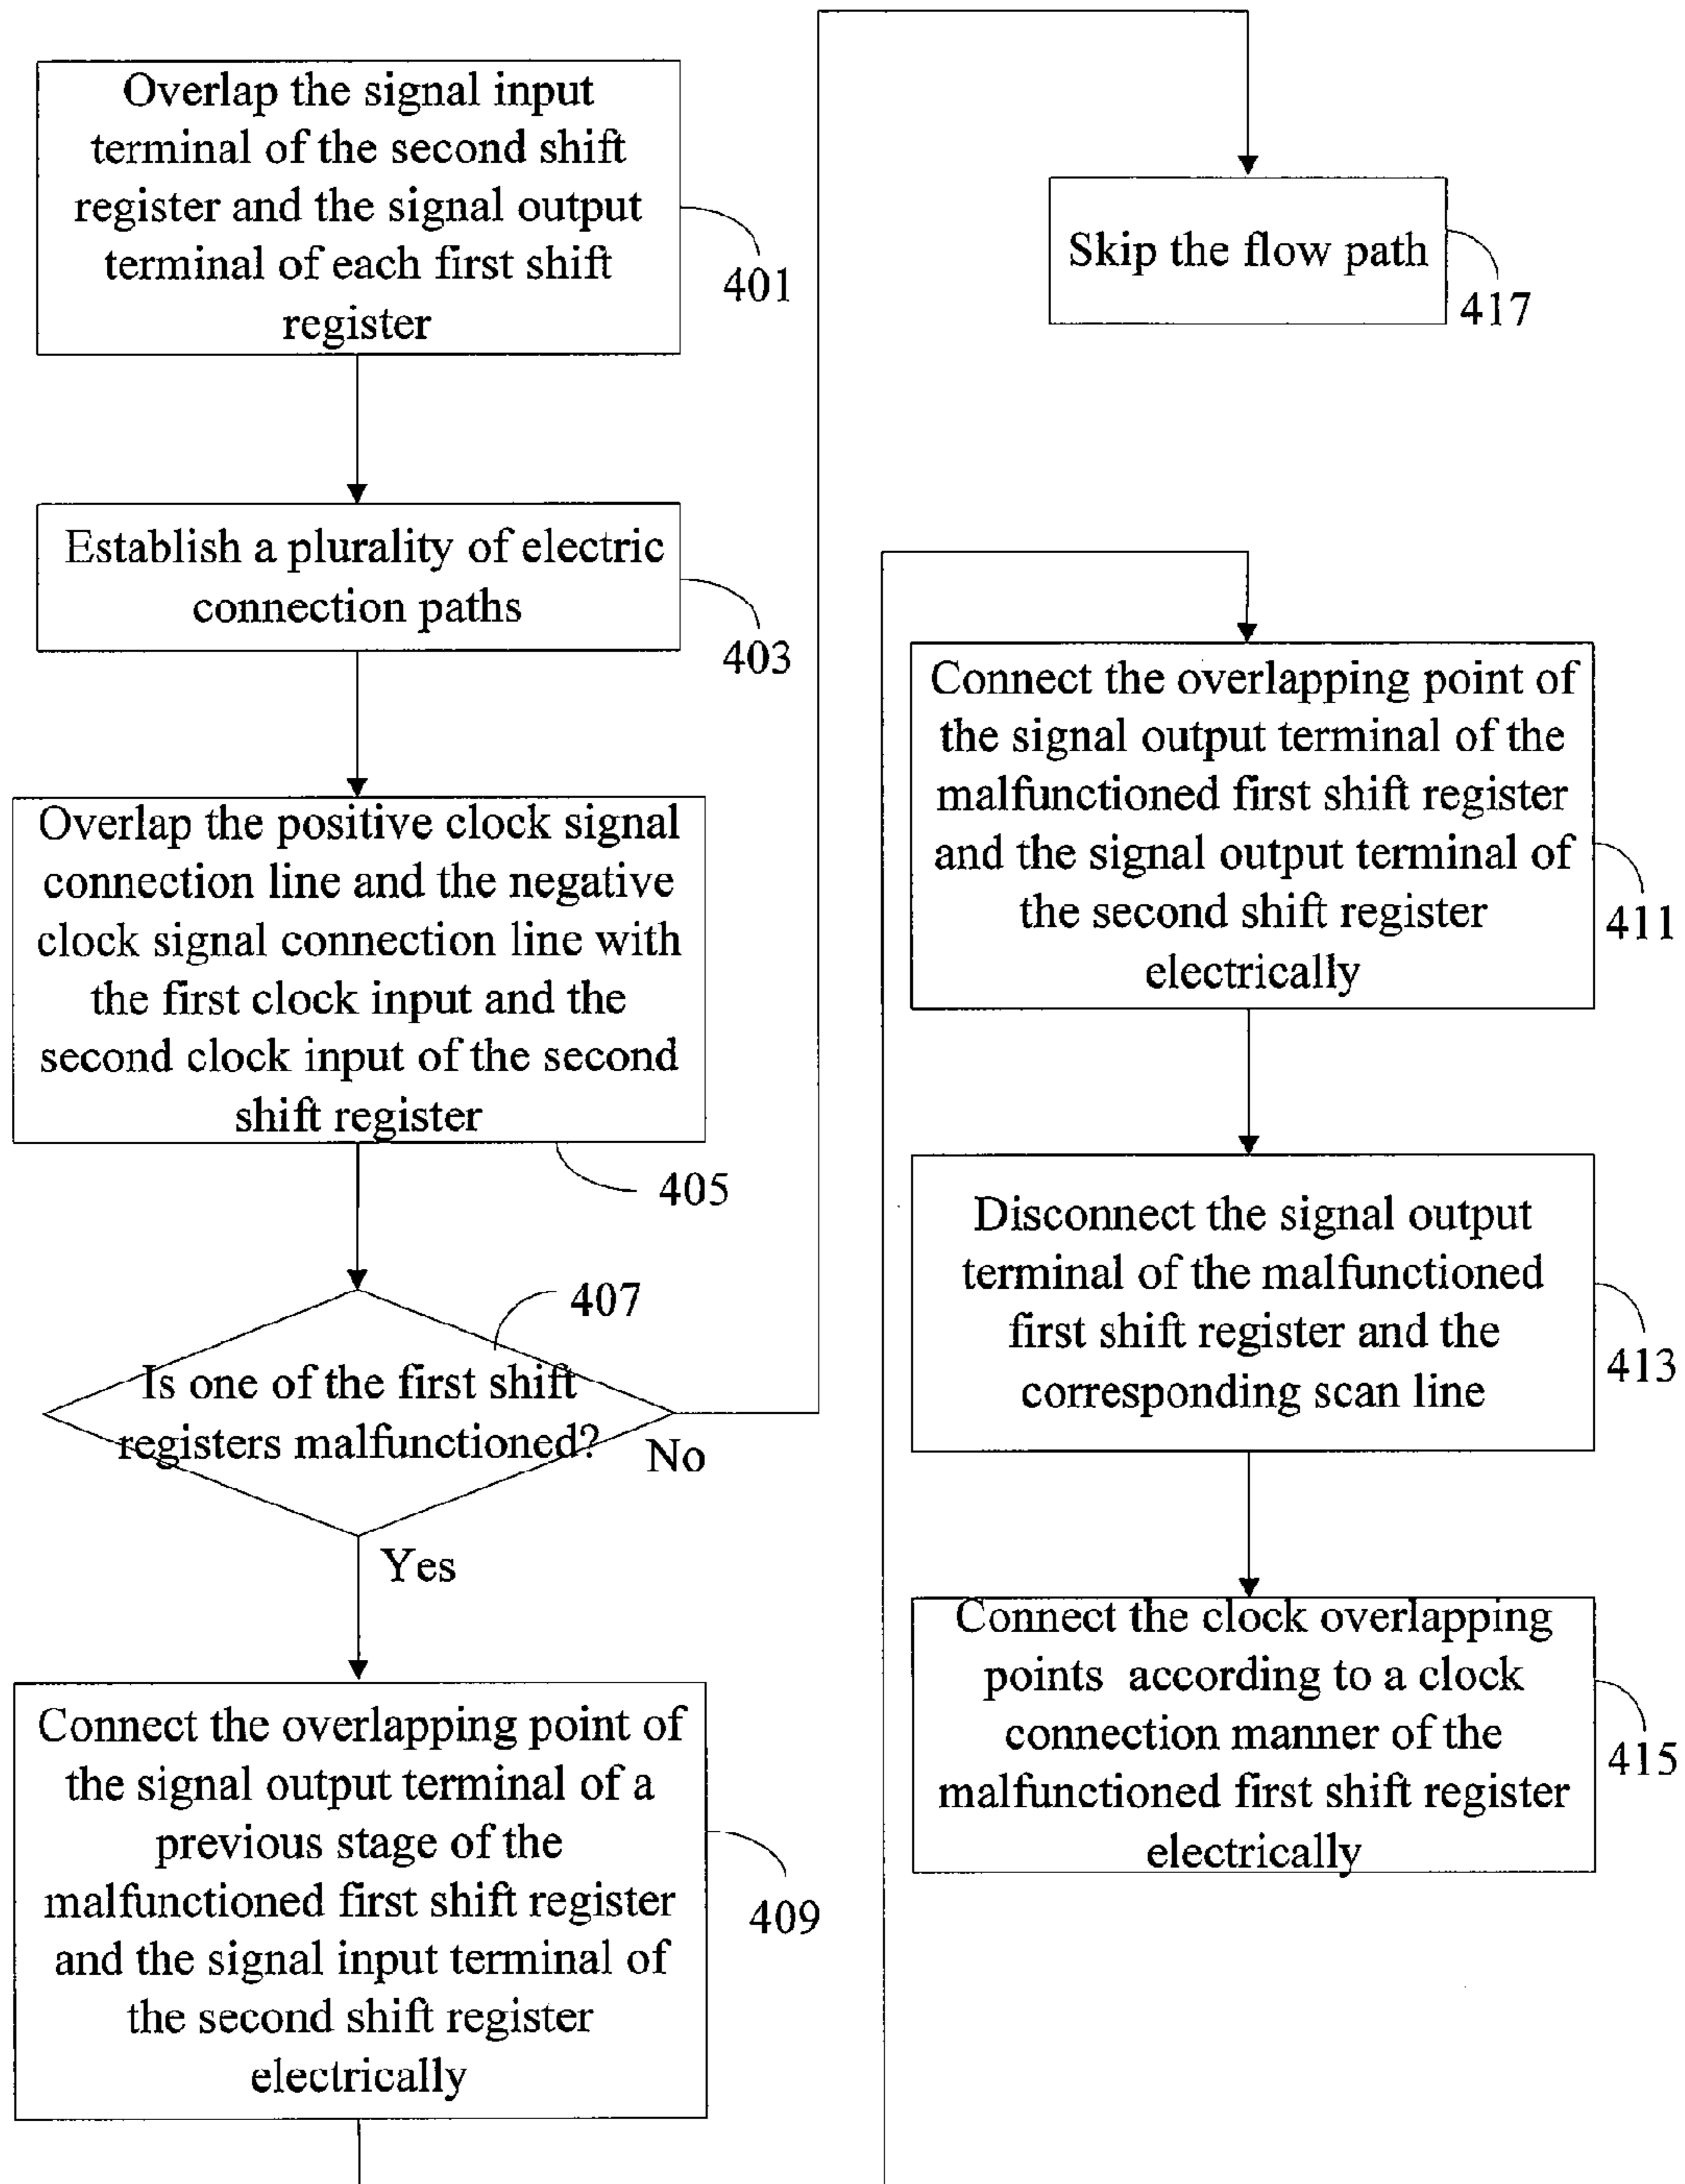 Overlap the signal input
terminal of the second shift
register and the signal output
terminal of each first shift
register
401
Establish a plurality of electric
connection paths
403
Overlap the positive clock signal
connection line and the negative
clock signal connection line with
the first clock input and the
second clock input of the second
shift register
405
407
Is one of the first shift
registers malfunctioned?
No
Yes
Connect the overlapping point of
the signal output terminal of a
previous stage of the
malfunctioned first shift register
and the signal input terminal of
the second shift register
electrically
409
Skip the flow path
417
Connect the overlapping point of
the signal output terminal of the
malfunctioned first shift register
and the signal output terminal of
the second shift register
electrically
411
Disconnect the signal output
terminal of the malfunctioned
first shift register and the
corresponding scan line
413
Connect the clock overlapping
points according to a clock
connection manner of the
malfunctioned first shift register
electrically
415